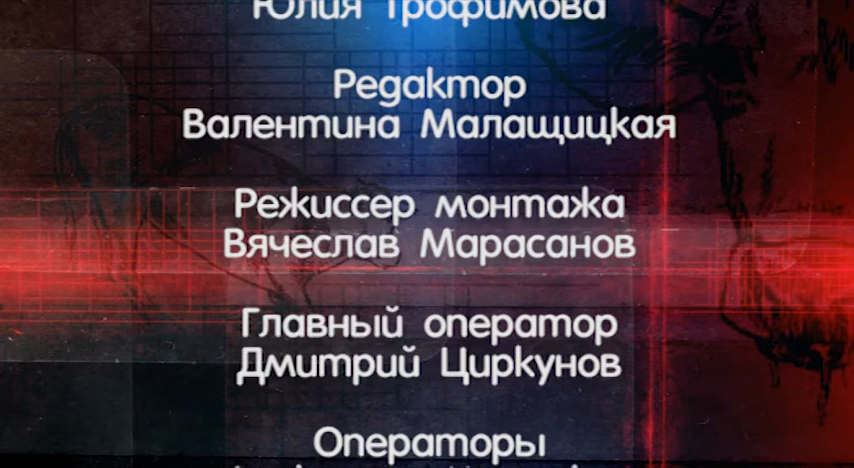 Юлия Трофимова
Редактор
Валентина Малащицкая
Режиссер монтажа
Вячеслав Марасанов
Главный оператор
Дмитрий Циркунов
Операторы